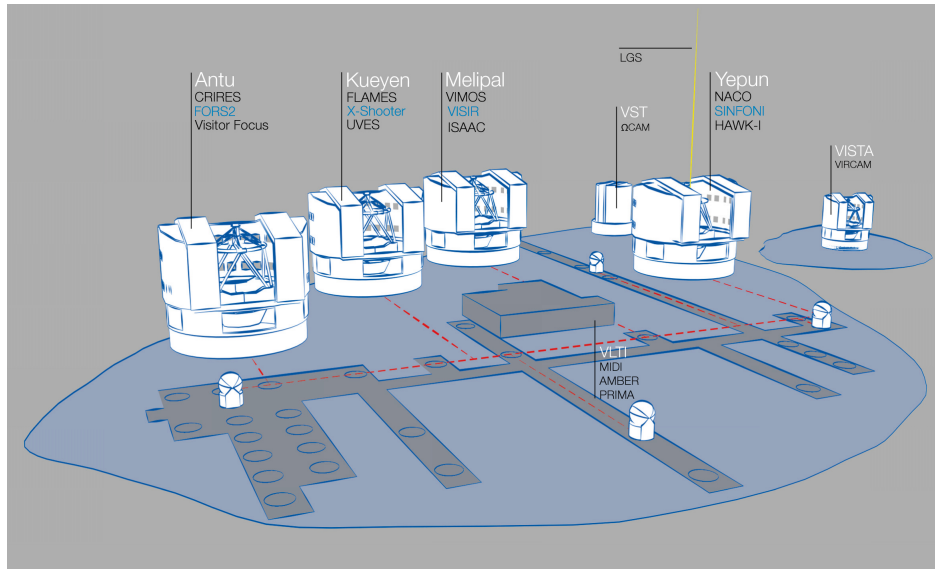 Antu
CRIRES
FORS2
Visitor Focus
Kueyen
FLAMES
X-Shooter
UVES
Melipal
VIMOS
VISIR
ISAAC
LGS
VST
ΩCAM
Yepun
NACO
SINFONI
HAWK-I
VISTA
VIRCAM
VLTI
MIDI
AMBER
PRIMA